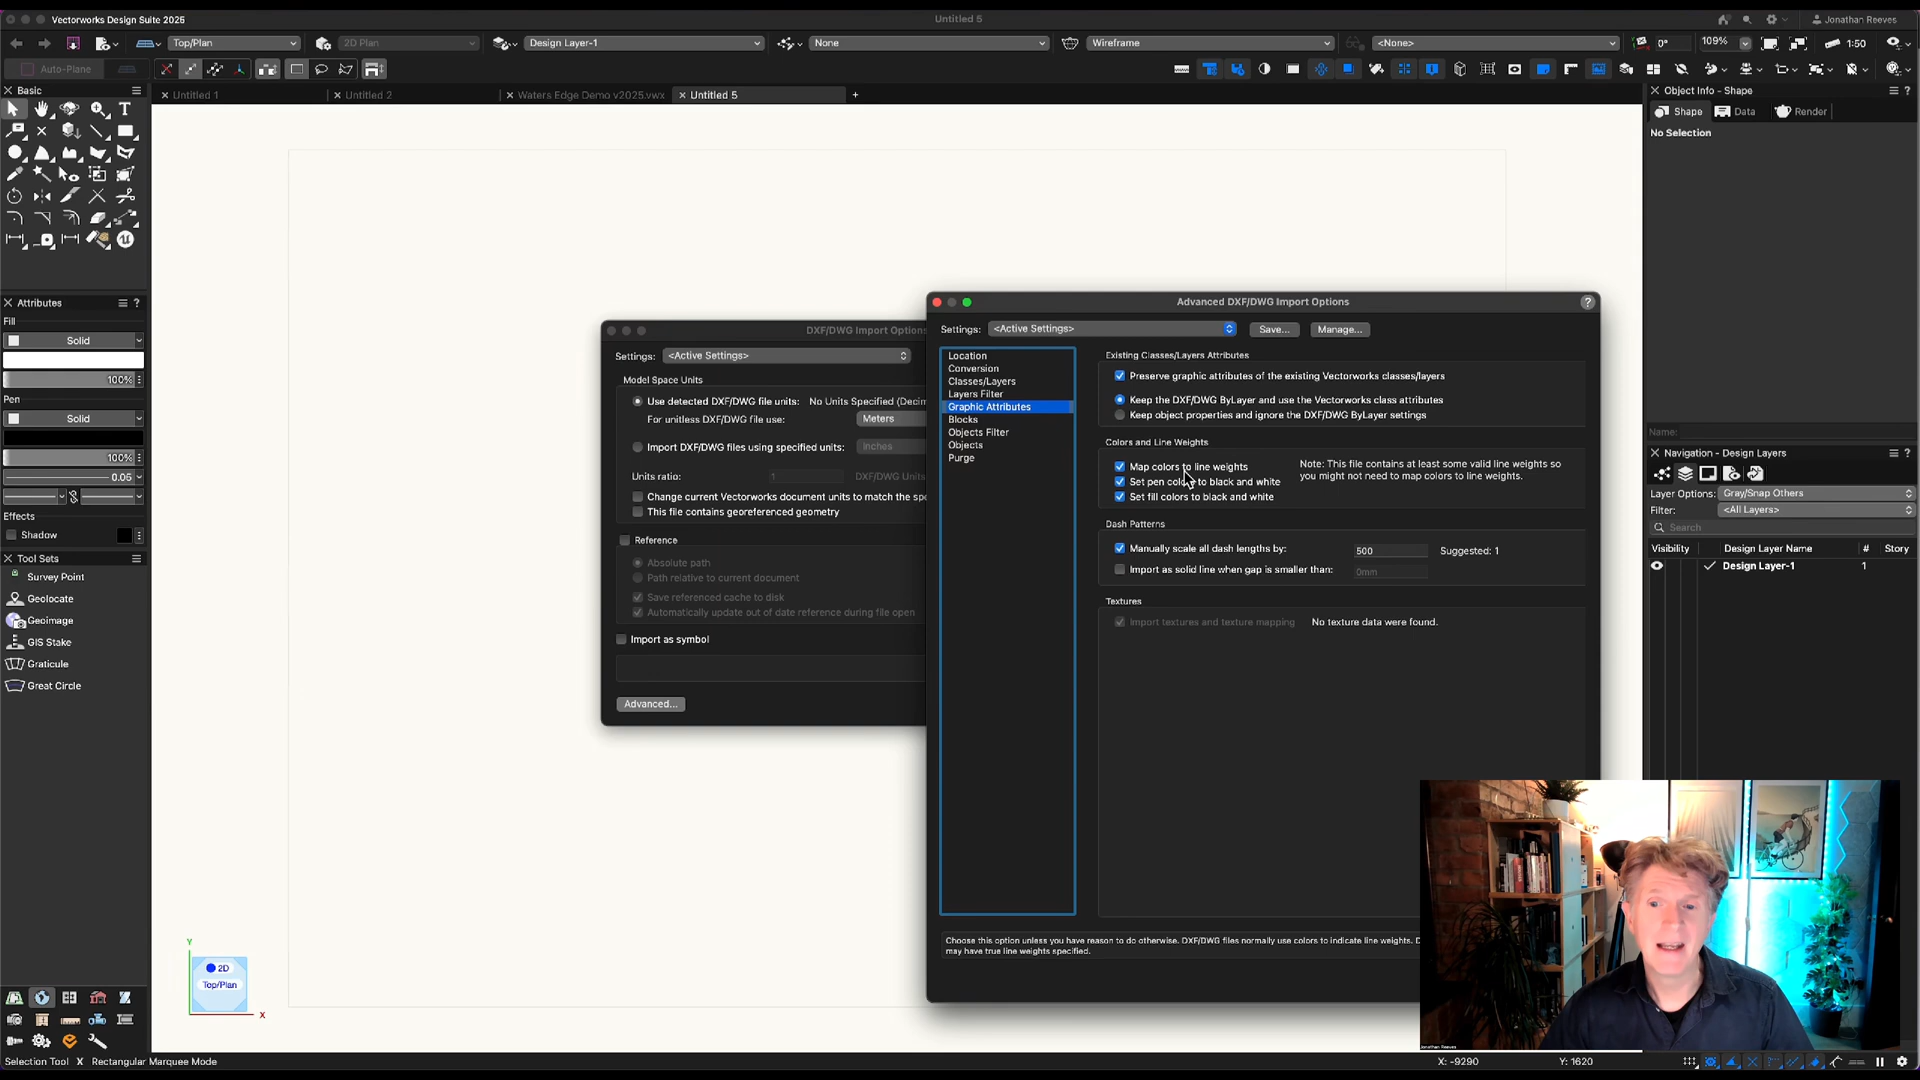 Vectorworks Design Suite 2025
Untitled 5
Jonathan Reeves
Top/Plan
2D Plan
Design Layer-1
None
Wireframe
<None>
0°
109%
1:50
Auto-Plane
Basic
Untitled 1
Untitled 2
Waters Edge Demo v2025.vwx
Untitled 5
Object Info - Shape
Shape
Data
Render
No Selection
Attributes
Fill
Solid
100%
Pen
Solid
100%
0.05
Effects
Shadow
Tool Sets
Survey Point
Geolocate
Geoimage
GIS Stake
Graticule
Great Circle
DXF/DWG Import Options
Settings: <Active Settings>
Model Space Units
Use detected DXF/DWG file units: No Units Specified (Decim
For unitless DXF/DWG file use: Meters
Import DXF/DWG files using specified units: Inches
Units ratio: 1 DXF/DWG Units
Change current Vectorworks document units to match the spe
This file contains georeferenced geometry
Reference
Absolute path
Path relative to current document
Save referenced cache to disk
Automatically update out of date reference during file open
Import as symbol
Advanced...
Advanced DXF/DWG Import Options
Settings: <Active Settings> Save... Manage...
Location
Conversion
Classes/Layers
Layers Filter
Graphic Attributes
Blocks
Objects Filter
Objects
Purge
Existing Classes/Layers Attributes
Preserve graphic attributes of the existing Vectorworks classes/layers
Keep the DXF/DWG ByLayer and use the Vectorworks class attributes
Keep object properties and ignore the DXF/DWG ByLayer settings
Colors and Line Weights
Map colors to line weights
Set pen colors to black and white
Set fill colors to black and white
Note: This file contains at least some valid line weights so
you might not need to map colors to line weights.
Dash Patterns
Manually scale all dash lengths by: 500 Suggested: 1
Import as solid line when gap is smaller than: 0mm
Textures
Import textures and texture mapping No texture data were found.
Choose this option unless you have reason to do otherwise. DXF/DWG files normally use colors to indicate line weights. D
may have true line weights specified.
Name:
Navigation - Design Layers
Layer Options: Gray/Snap Others
Filter: <All Layers>
Search
Visibility Design Layer Name # Story
Design Layer-1 1
Y
2D
Top/Plan
X
Jonathan Reeves
Selection Tool X Rectangular Marquee Mode
X: -9290
Y: 1620